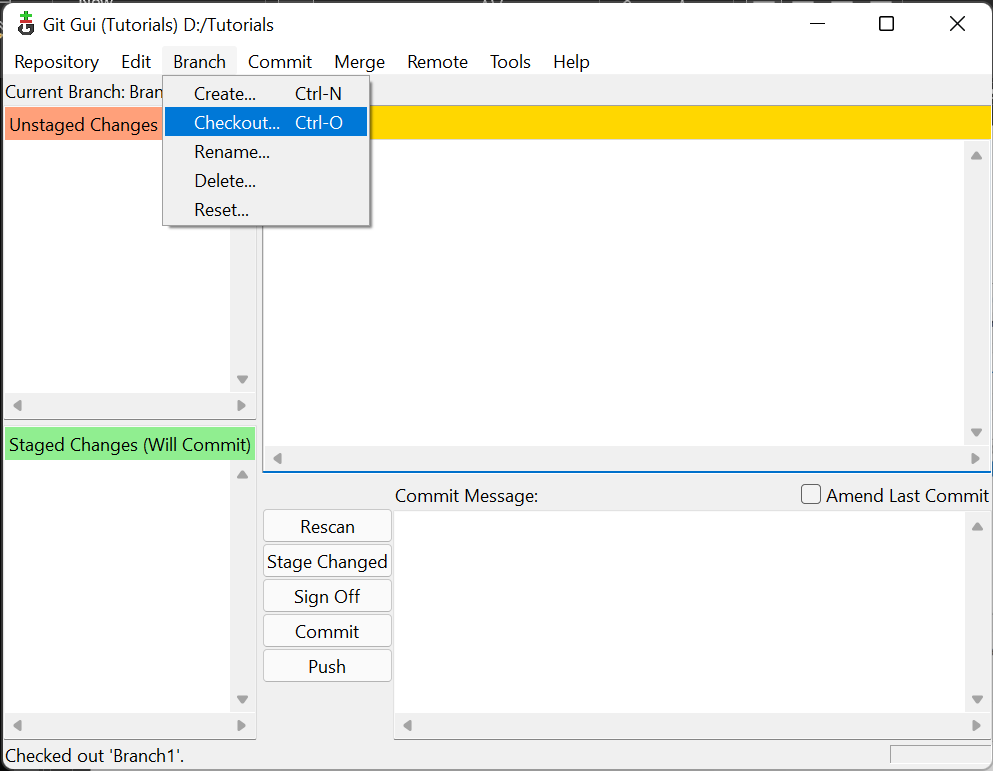 Git Gui (Tutorials) D:/Tutorials
Repository Edit Branch Commit Merge Remote Tools Help
Current Branch: Bran
Create... Ctrl-N
Unstaged Changes
Checkout... Ctrl-O
Rename...
Delete...
Reset...
Staged Changes (Will Commit)
Commit Message:
Amend Last Commit
Rescan
Stage Changed
Sign Off
Commit
Push
Checked out 'Branch1'.